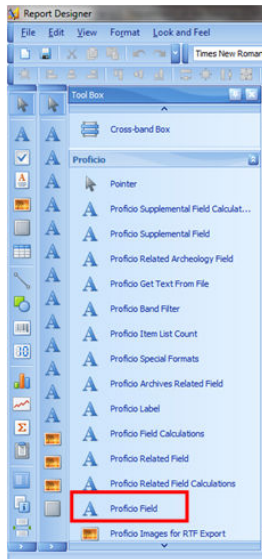 Report Designer
File Edit View Format Look and Feel
Times New Roman
Tool Box
Cross-band Box
Proficio
Pointer
Proficio Supplemental Field Calculat...
Proficio Supplemental Field
Proficio Related Archeology Field
Proficio Get Text From File
Proficio Band Filter
Proficio Item List Count
Proficio Special Formats
Proficio Archives Related Field
Proficio Label
Proficio Field Calculations
Proficio Related Field
Proficio Related Field Calculations
Proficio Field
Proficio Images for RTF Export